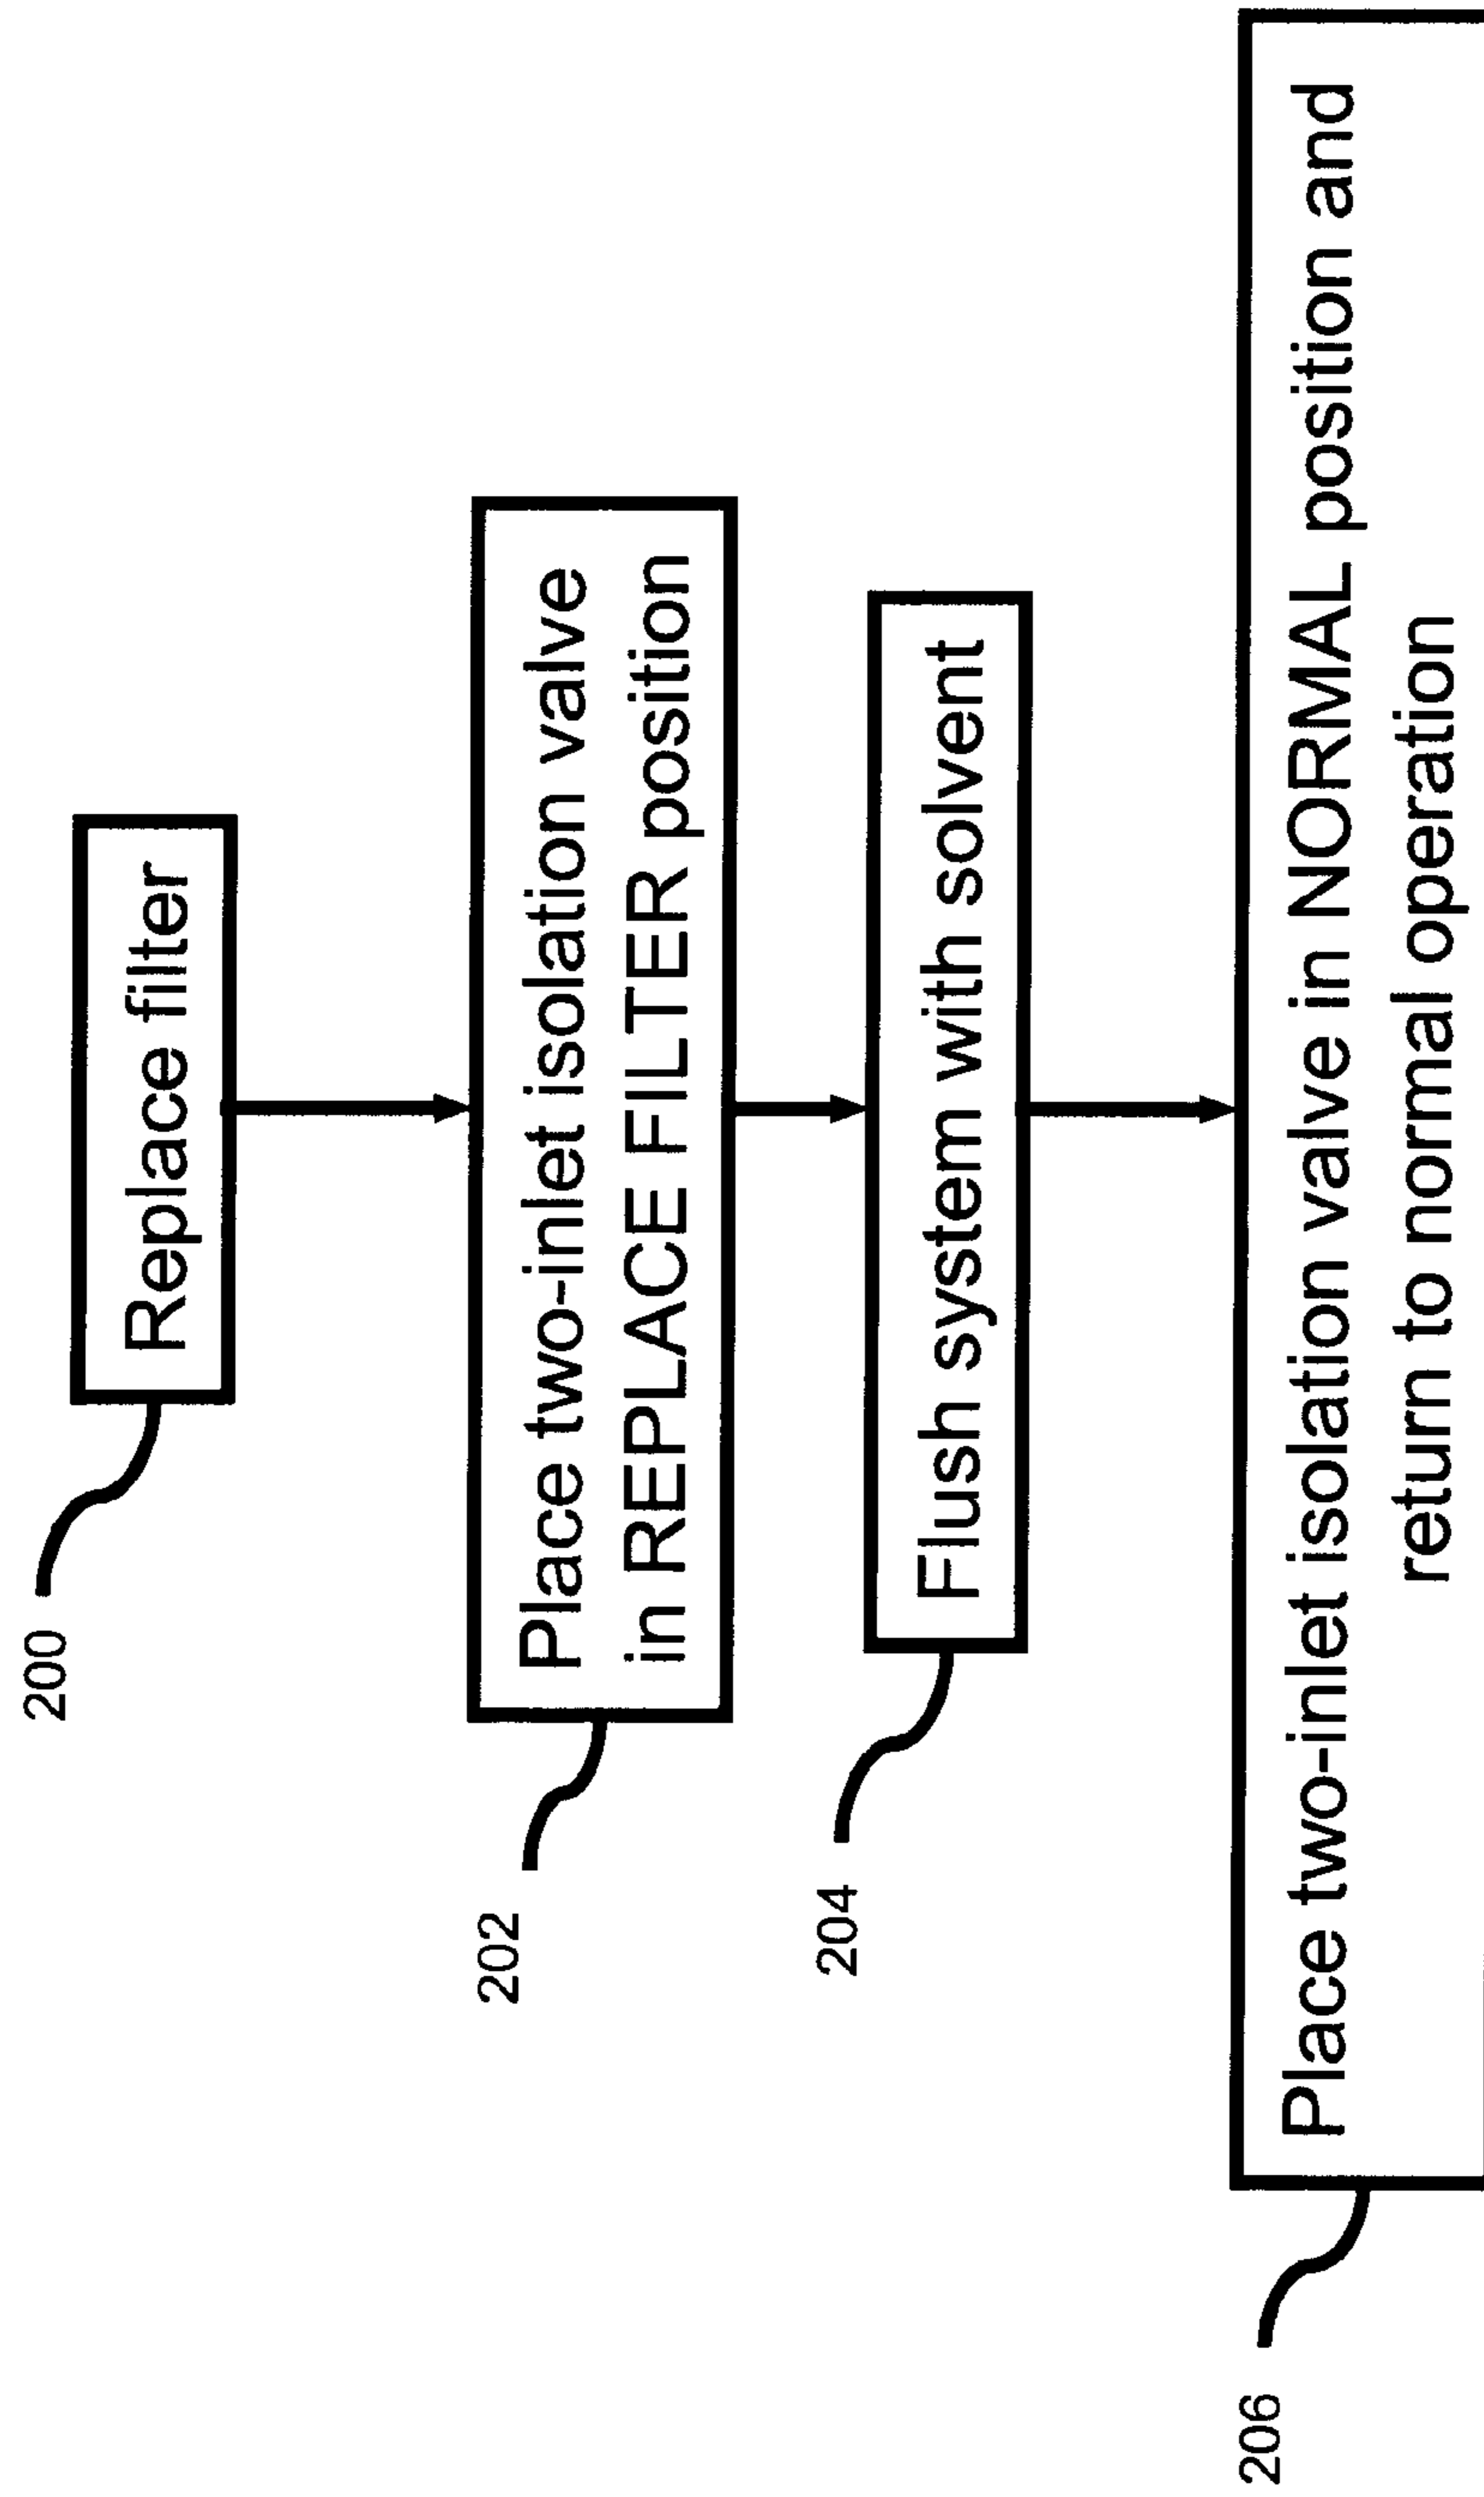 200
Replace filter
202
Place two-inlet isolation valve
in REPLACE FILTER position
204
Flush system with solvent
206
Place two-inlet isolation valve in NORMAL position and
return to normal operation